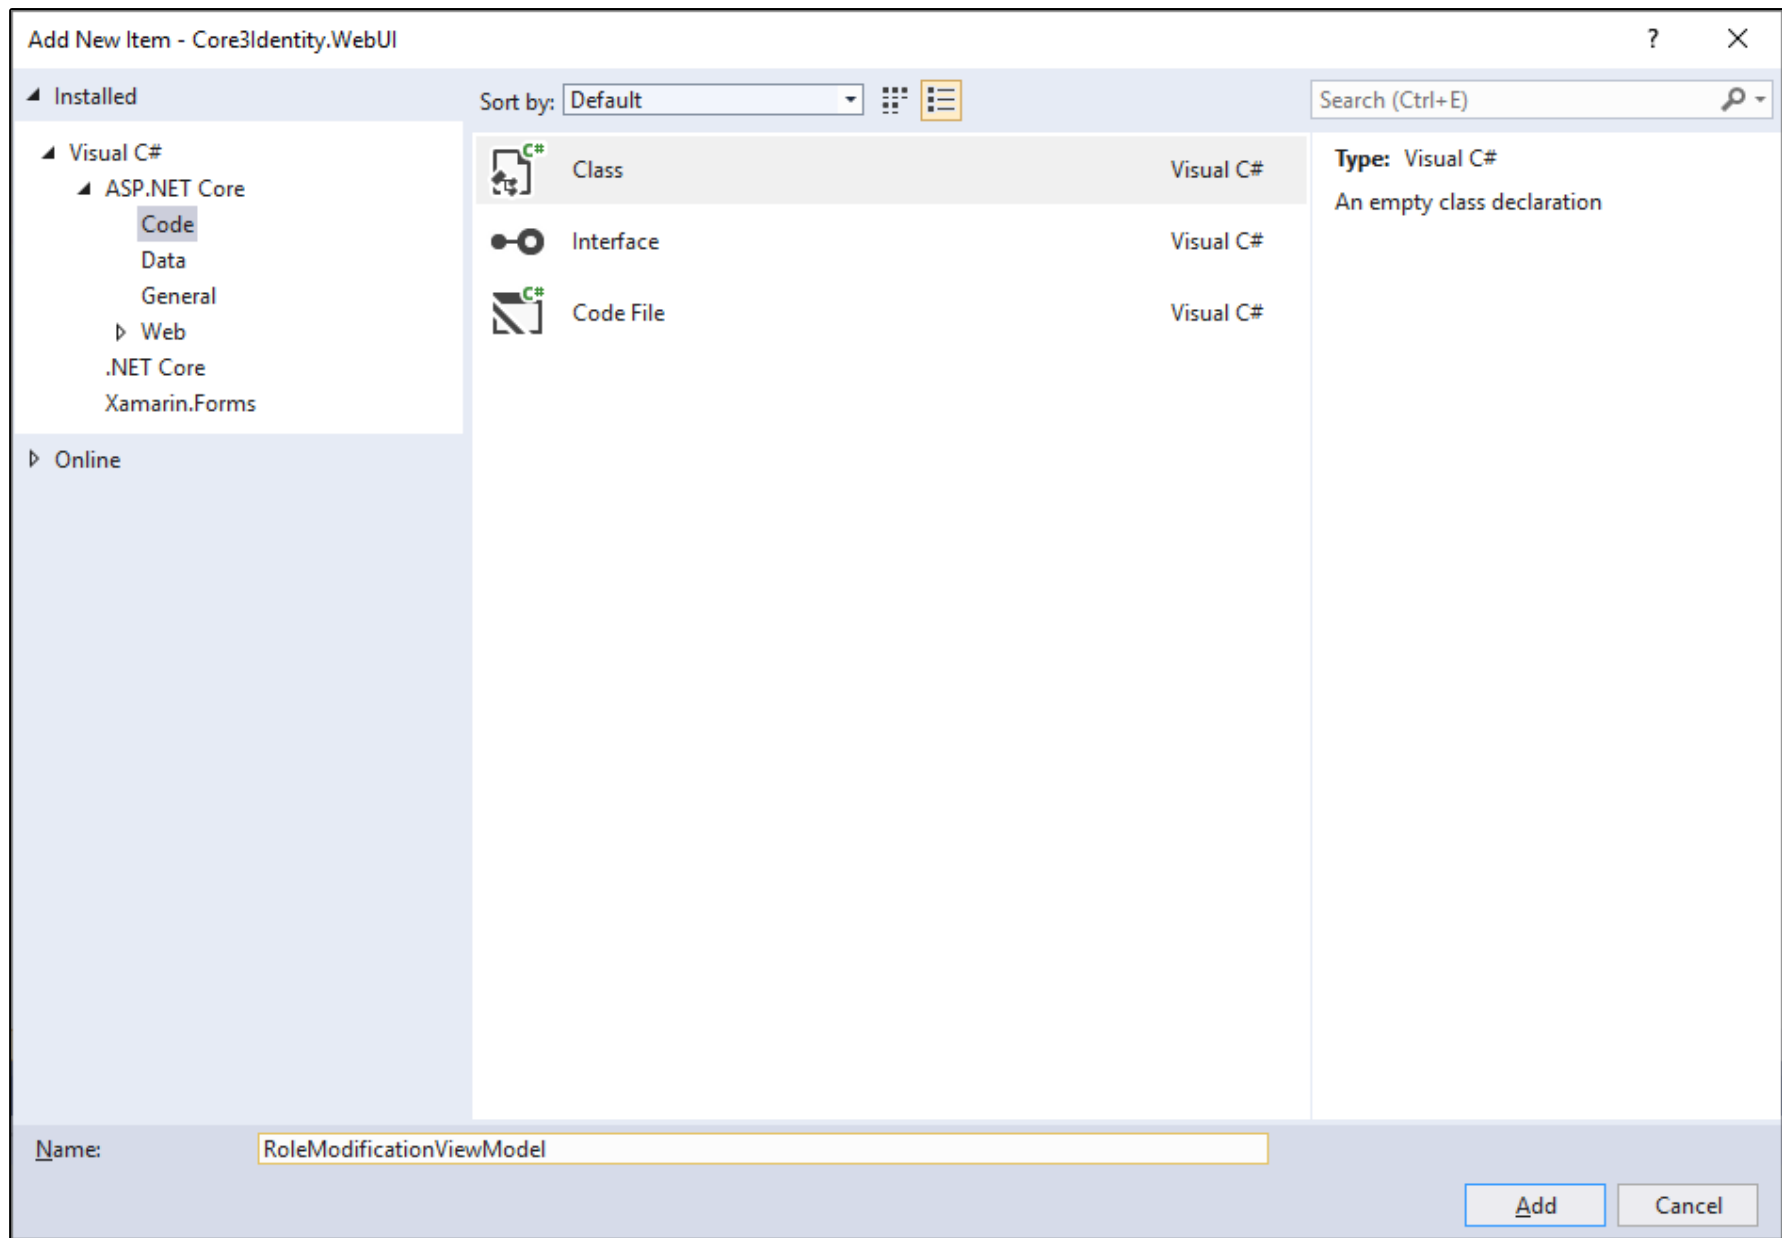 Add New Item - Core3Identity.WebUI
?
Installed
Sort by: Default
Search (Ctrl+E)
Visual C#
ASP.NET Core
Code
Data
General
Web
.NET Core
Xamarin.Forms
Online
C# Class Visual C#
Interface Visual C#
C# Code File Visual C#
Type: Visual C#
An empty class declaration
Name: RoleModificationViewModel
Add Cancel